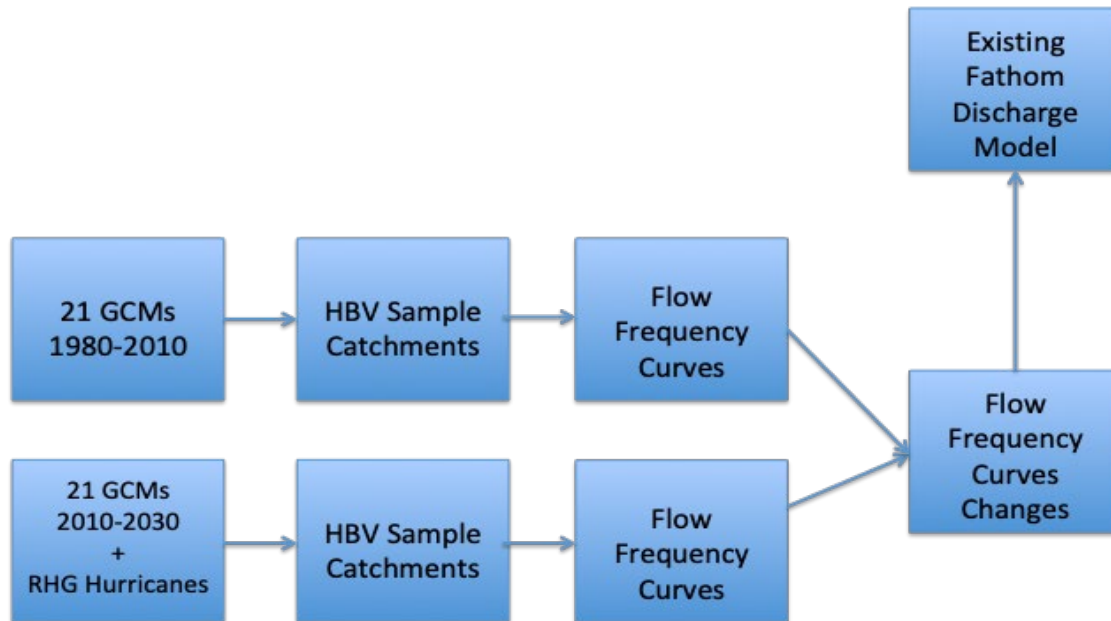 Existing
Fathom
Discharge
Model
21 GCMs
1980-2010
HBV Sample
Catchments
Flow
Frequency
Curves
21 GCMs
2010-2030
+
RHG Hurricanes
HBV Sample
Catchments
Flow
Frequency
Curves
Flow
Frequency
Curves
Changes